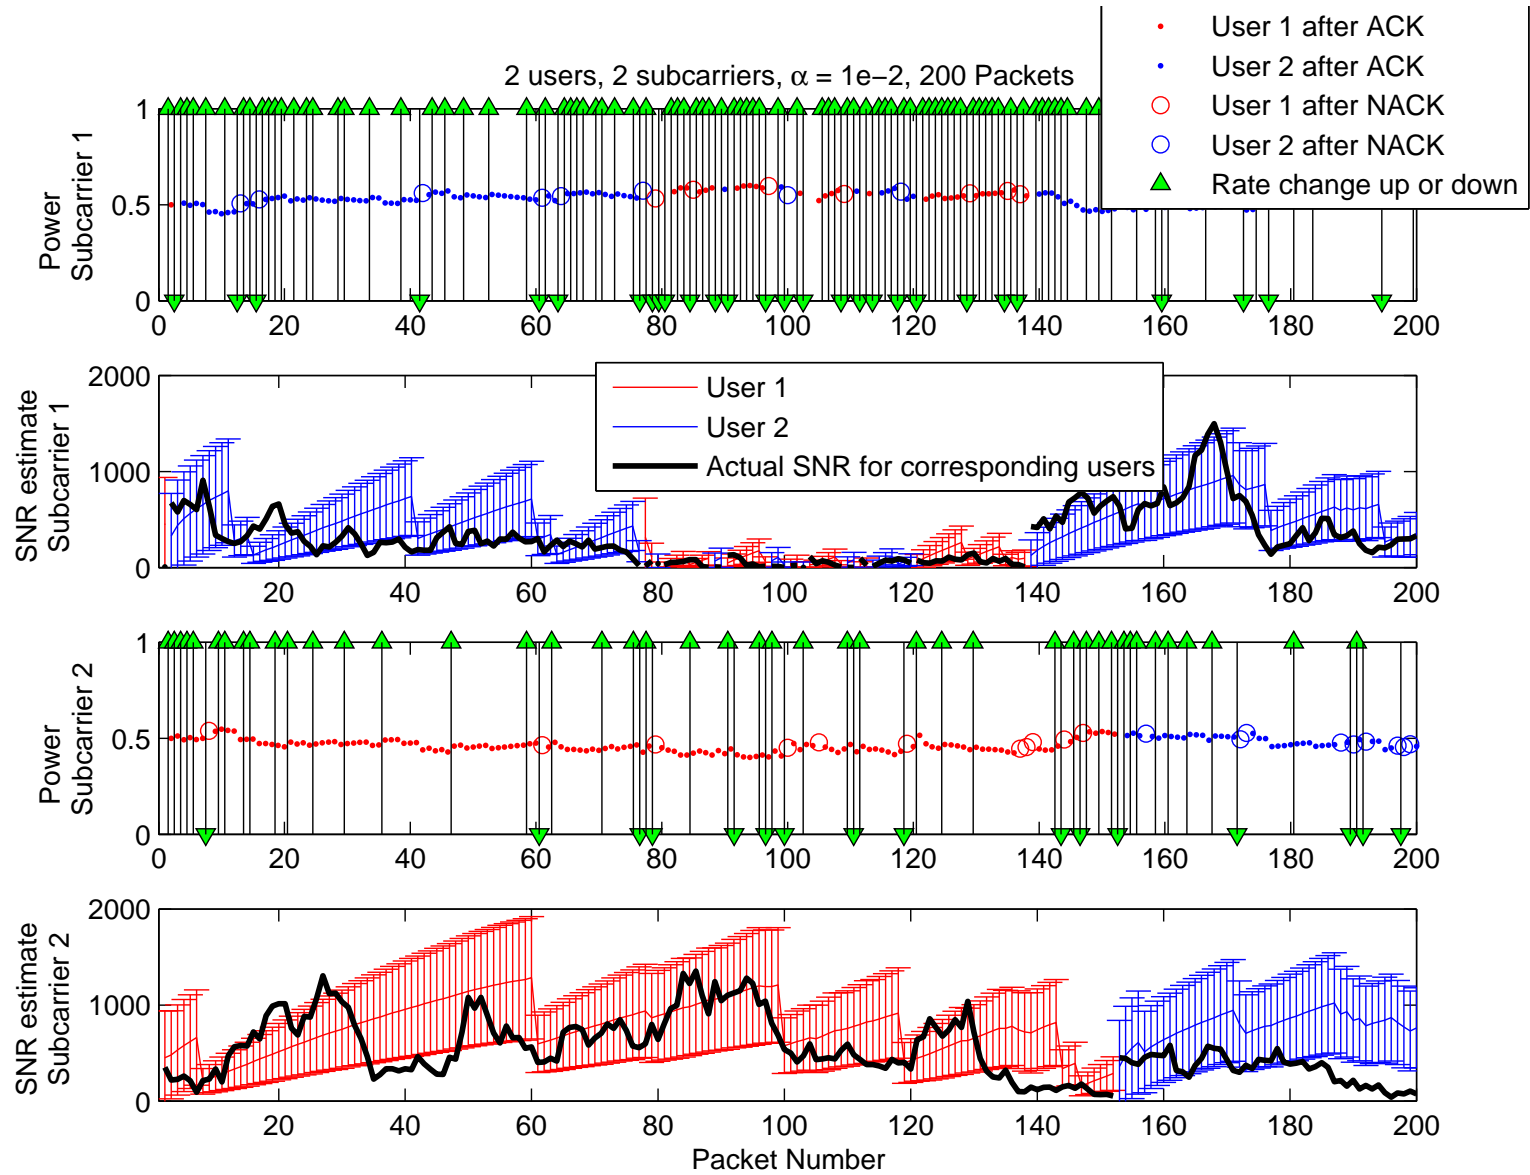 2 users, 2 subcarriers, α = 1e−2, 200 Packets
User 1 after ACK
User 2 after ACK
User 1 after NACK
User 2 after NACK
Rate change up or down
Power
Subcarrier 1
1
0.5
0
0 20 40 60 80 100 120 140 160 180 200
SNR estimate
Subcarrier 1
2000
1000
0
User 1
User 2
Actual SNR for corresponding users
20 40 60 80 100 120 140 160 180 200
Power
Subcarrier 2
1
0.5
0
0 20 40 60 80 100 120 140 160 180 200
SNR estimate
Subcarrier 2
2000
1000
0
20 40 60 80 100 120 140 160 180 200
Packet Number